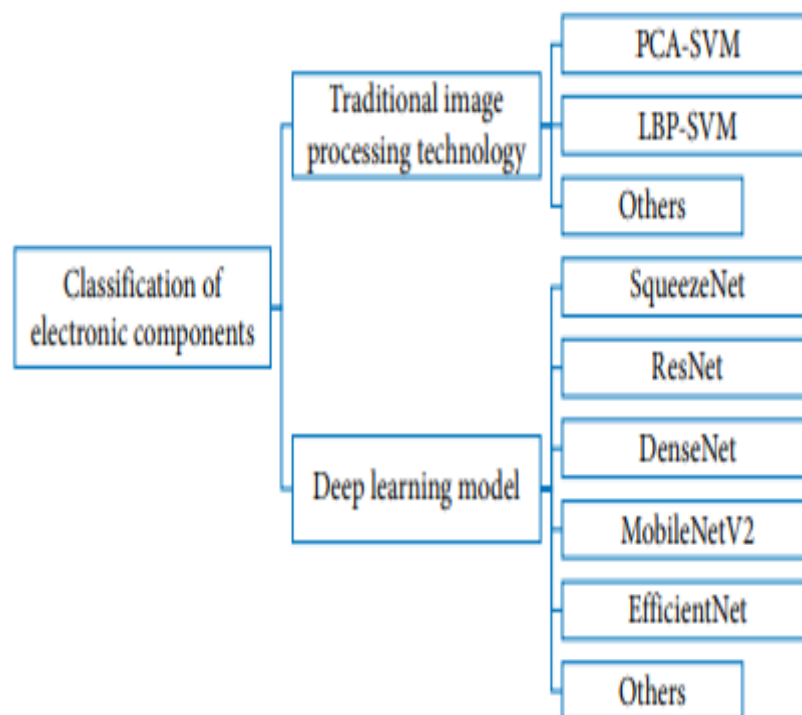 Classification of
electronic components
Traditional image
processing technology
PCA-SVM
LBP-SVM
Others
Deep learning model
SqueezeNet
ResNet
DenseNet
MobileNetV2
EfficientNet
Others